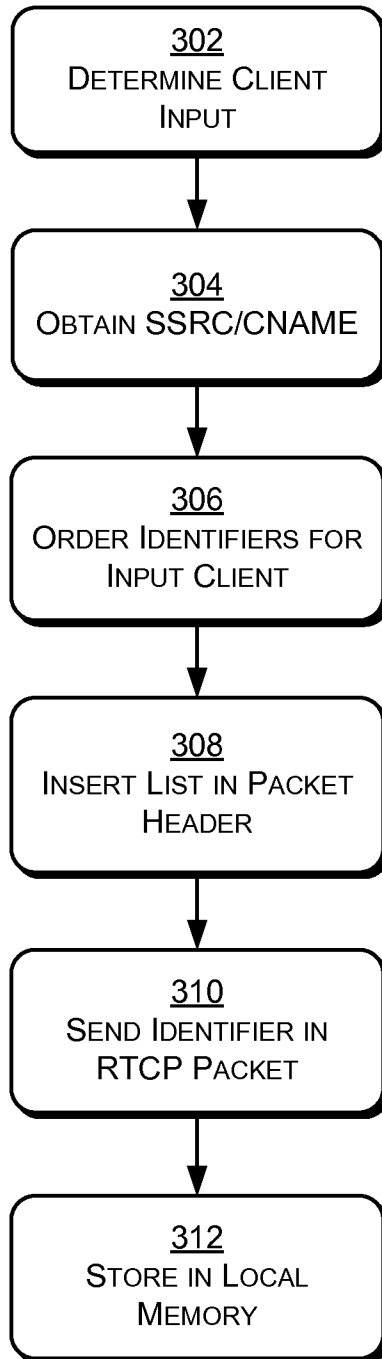 302
DETERMINE CLIENT
INPUT
304
OBTAIN SSRC/CNAME
306
ORDER IDENTIFIERS FOR
INPUT CLIENT
308
INSERT LIST IN PACKET
HEADER
310
SEND IDENTIFIER IN
RTCP PACKET
312
STORE IN LOCAL
MEMORY